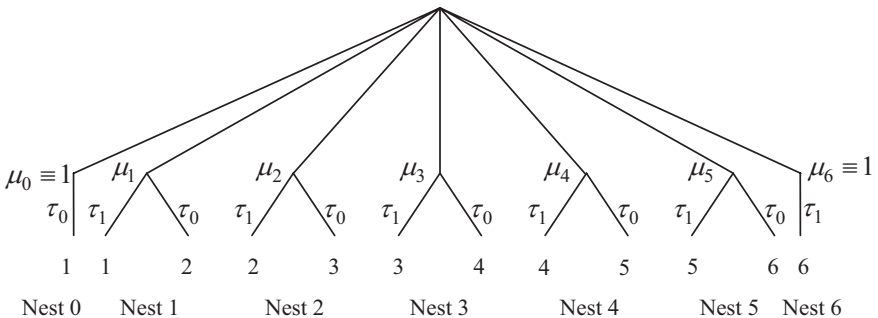 μ₀ ≡ 1 μ₁ μ₂ μ₃ μ₄ μ₅ μ₆ ≡ 1
τ₀ τ₁ τ₀ τ₁ τ₀ τ₁ τ₀ τ₁ τ₀ τ₁ τ₀ τ₁
1 1 2 2 3 3 4 4 5 5 6 6
Nest 0 Nest 1 Nest 2 Nest 3 Nest 4 Nest 5 Nest 6